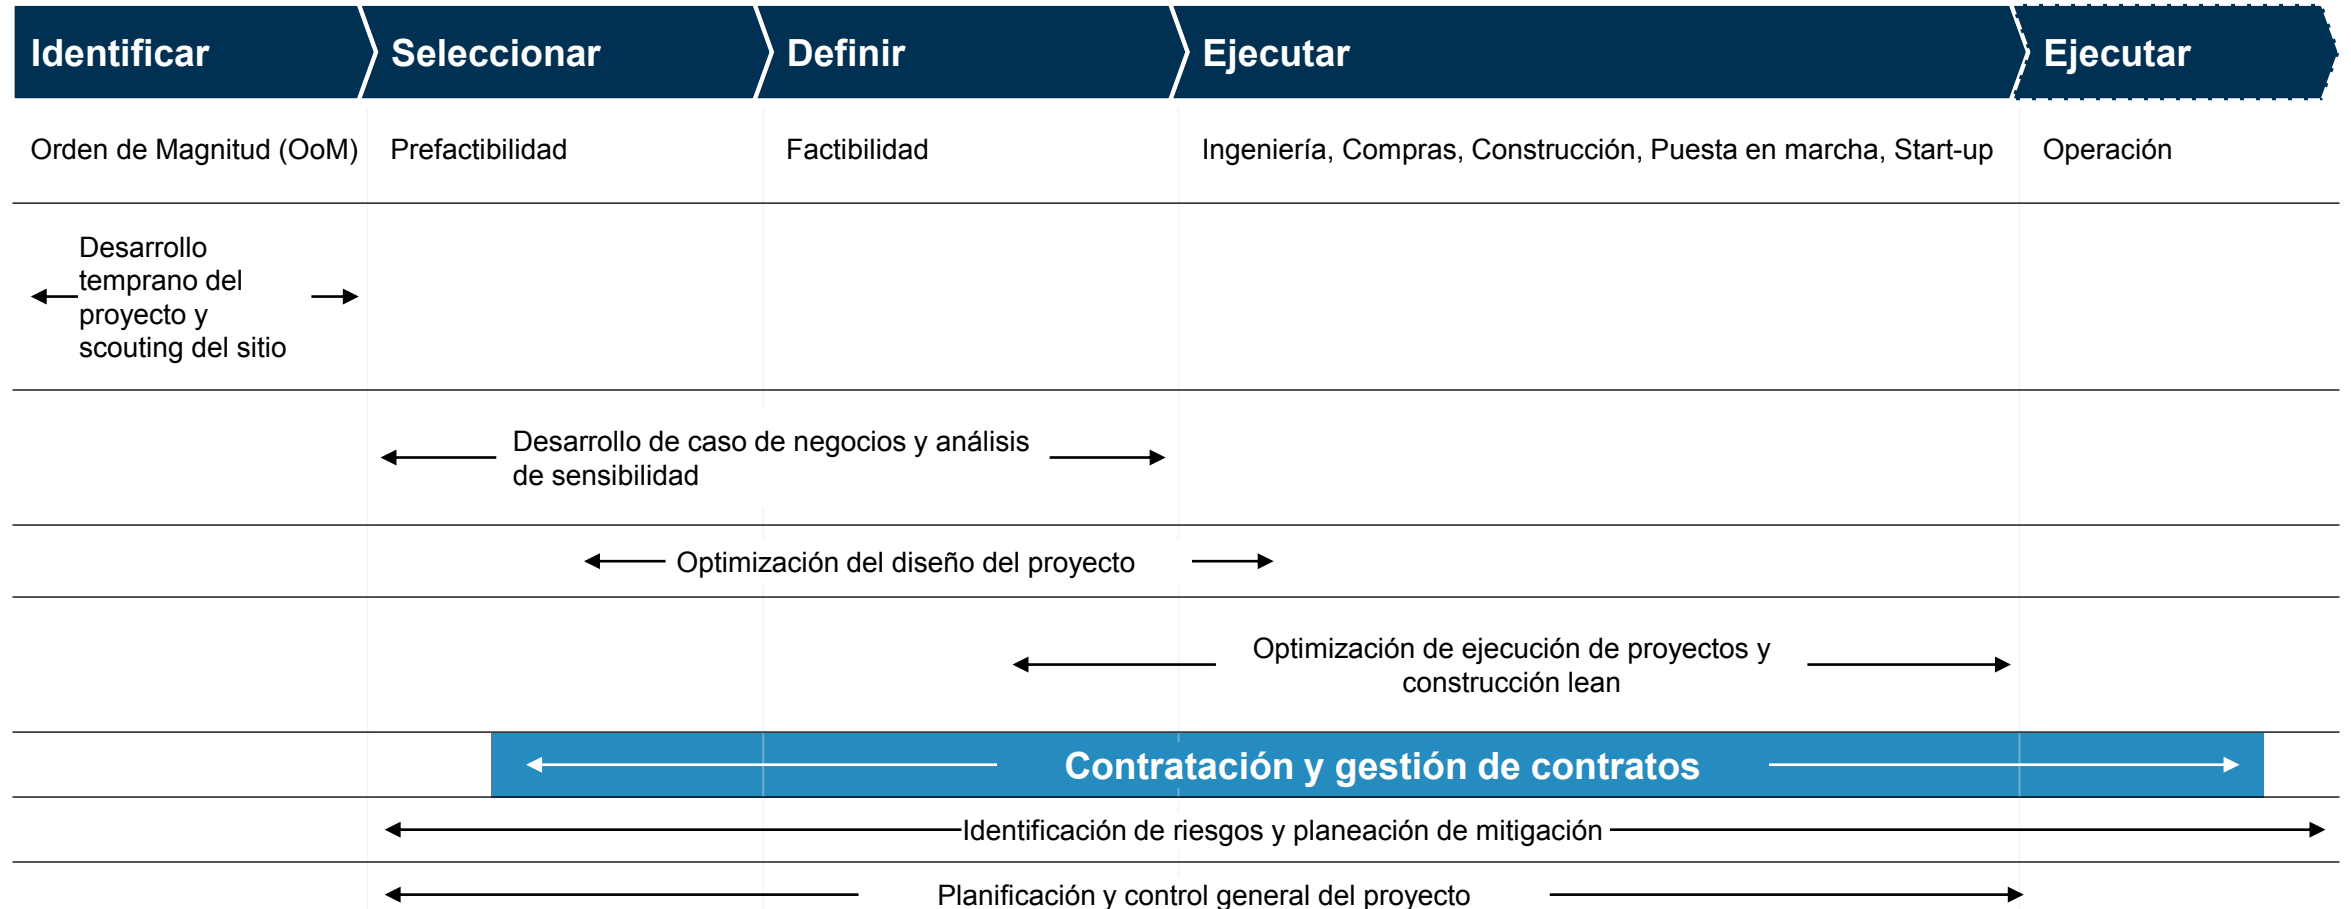 Identificar
Seleccionar
Definir
Ejecutar
Ejecutar
Orden de Magnitud (OoM)
Prefactibilidad
Factibilidad
Ingeniería, Compras, Construcción, Puesta en marcha, Start-up
Operación
Desarrollo
temprano del
proyecto y
scouting del sitio
Desarrollo de caso de negocios y análisis
de sensibilidad
Optimización del diseño del proyecto
Optimización de ejecución de proyectos y
construcción lean
Contratación y gestión de contratos
Identificación de riesgos y planeación de mitigación
Planificación y control general del proyecto